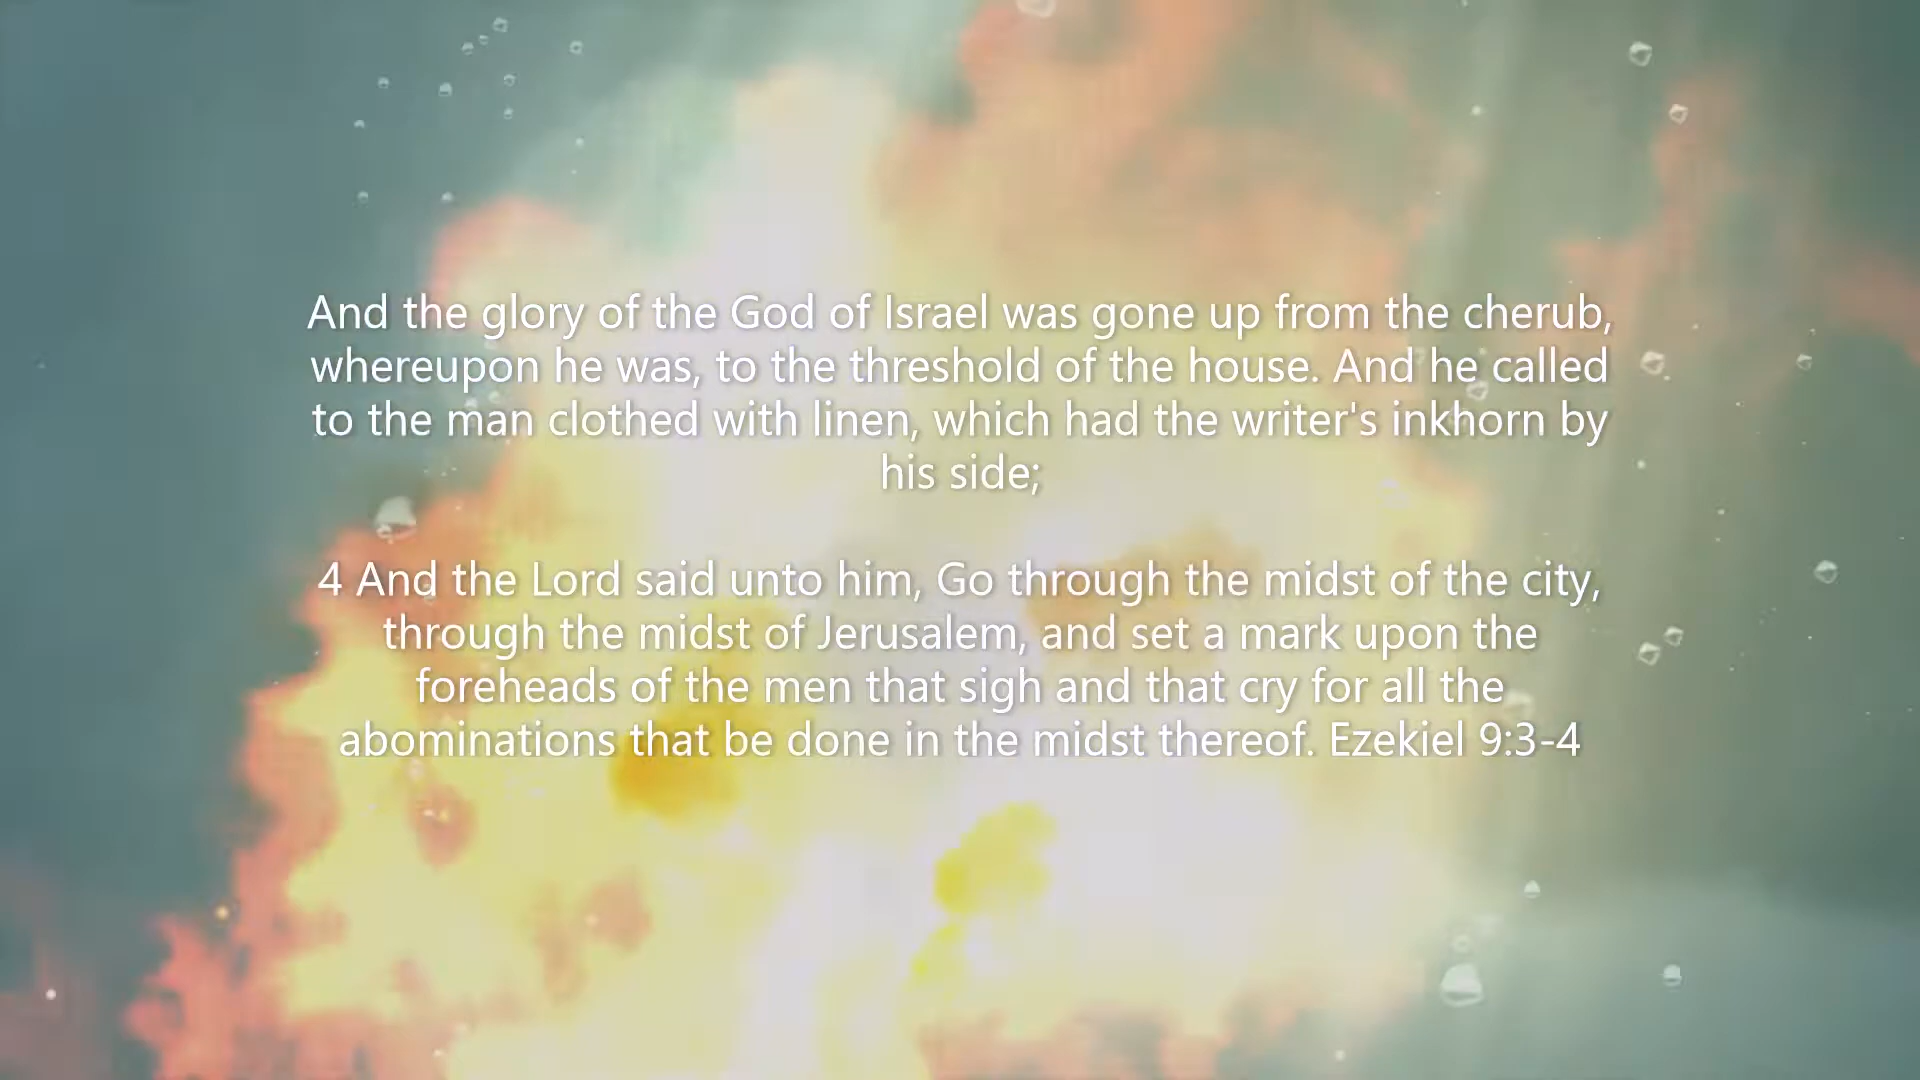 And the glory of the God of Israel was gone up from the cherub,
whereupon he was, to the threshold of the house. And he called
to the man clothed with linen, which had the writer's inkhorn by
his side;
4 And the Lord said unto him, Go through the midst of the city,
through the midst of Jerusalem, and set a mark upon the
foreheads of the men that sigh and that cry for all the
abominations that be done in the midst thereof. Ezekiel 9:3-4